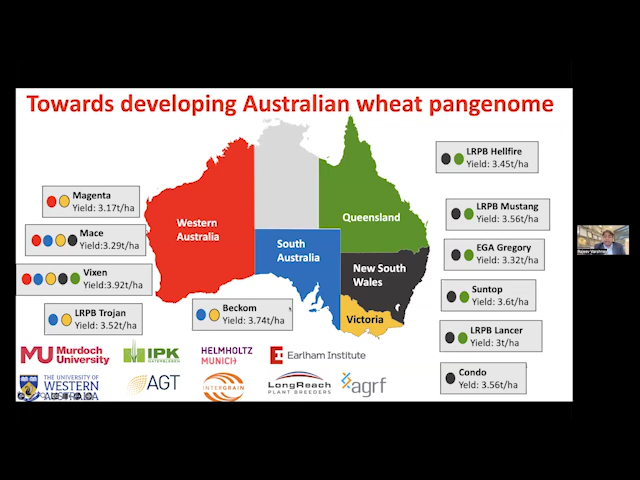 Towards developing Australian wheat pangenome
Magenta
Yield: 3.17t/ha
Mace
Yield:3.29t/ha
Vixen
Yield:3.92t/ha
LRPB Trojan
Yield: 3.52t/ha
Beckom
Yield: 3.74t/ha
Western
Australia
South
Australia
Queensland
New South
Wales
Victoria
LRPB Hellfire
Yield: 3.45t/ha
LRPB Mustang
Yield: 3.56t/ha
EGA Gregory
Yield: 3.32t/ha
Suntop
Yield: 3.6t/ha
LRPB Lancer
Yield: 3t/ha
Condo
Yield: 3.56t/ha
MU Murdoch
University
IPK
GATERSLEBEN
HELMHOLTZ
MUNICH
Earlham Institute
THE UNIVERSITY OF
WESTERN
AUSTRALIA
AGT
INTERGRAIN
LONGREACH
PLANT BREEDERS
agrf